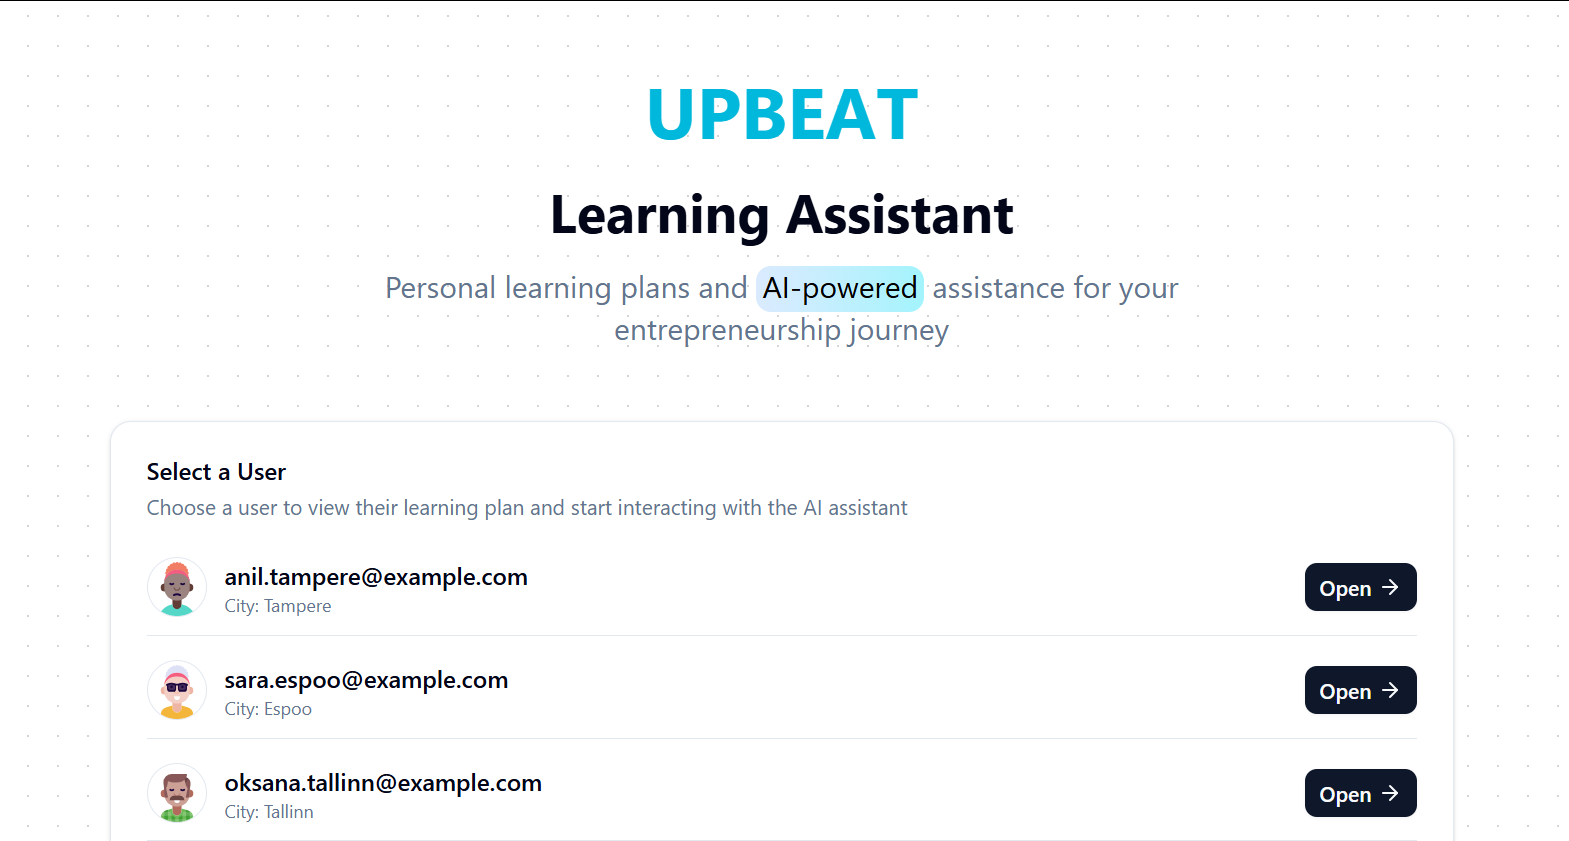 UPBEAT
Learning Assistant
Personal learning plans and AI-powered assistance for your
entrepreneurship journey
Select a User
Choose a user to view their learning plan and start interacting with the AI assistant
anil.tampere@example.com
City: Tampere
Open →
sara.espoo@example.com
City: Espoo
Open →
oksana.tallinn@example.com
City: Tallinn
Open →